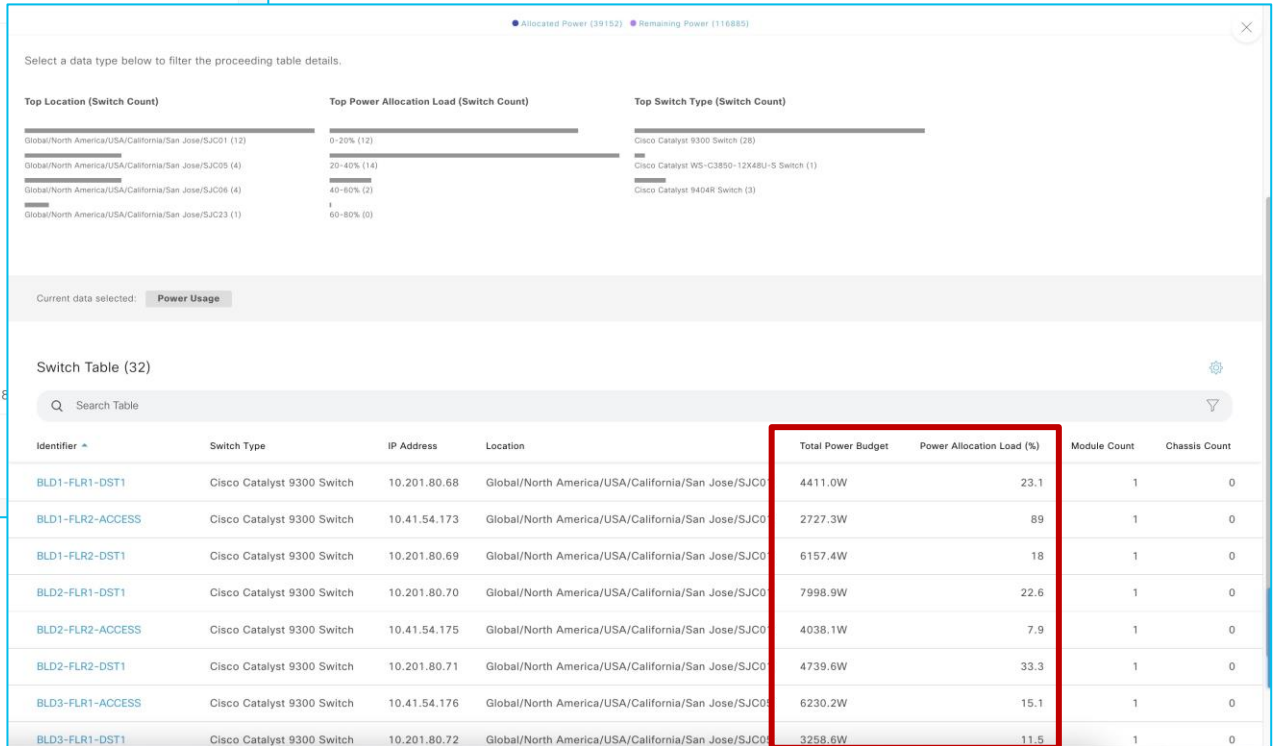 Allocated Power (39152) Remaining Power (116885)
Select a data type below to filter the proceeding table details.
Top Location (Switch Count) Top Power Allocation Load (Switch Count) Top Switch Type (Switch Count)
Global/North America/USA/California/San Jose/SJC01 (12) 0-20% (12) Cisco Catalyst 9300 Switch (28)
Global/North America/USA/California/San Jose/SJC05 (4) 20-40% (14) Cisco Catalyst WS-C3850-12X48U-S Switch (1)
Global/North America/USA/California/San Jose/SJC06 (4) 40-60% (2) Cisco Catalyst 9404R Switch (3)
Global/North America/USA/California/San Jose/SJC23 (1) 60-80% (0)
Current data selected: Power Usage
Switch Table (32)
8
Search Table
Identifier Switch Type IP Address Location Total Power Budget Power Allocation Load (%) Module Count Chassis Count
BLD1-FLR1-DST1 Cisco Catalyst 9300 Switch 10.201.80.68 Global/North America/USA/California/San Jose/SJC01 4411.0W 23.1 1 0
BLD1-FLR2-ACCESS Cisco Catalyst 9300 Switch 10.41.54.173 Global/North America/USA/California/San Jose/SJC0 2727.3W 89 1 0
BLD1-FLR2-DST1 Cisco Catalyst 9300 Switch 10.201.80.69 Global/North America/USA/California/San Jose/SJC0 6157.4W 18 1 0
BLD2-FLR1-DST1 Cisco Catalyst 9300 Switch 10.201.80.70 Global/North America/USA/California/San Jose/SJC0 7998.9W 22.6 1 0
BLD2-FLR2-ACCESS Cisco Catalyst 9300 Switch 10.41.54.175 Global/North America/USA/California/San Jose/SJC0 4038.1W 7.9 1 0
BLD2-FLR2-DST1 Cisco Catalyst 9300 Switch 10.201.80.71 Global/North America/USA/California/San Jose/SJC0 4739.6W 33.3 1 0
BLD3-FLR1-ACCESS Cisco Catalyst 9300 Switch 10.41.54.176 Global/North America/USA/California/San Jose/SJC05 6230.2W 15.1 1 0
BLD3-FLR1-DST1 Cisco Catalyst 9300 Switch 10.201.80.72 Global/North America/USA/California/San Jose/SJC05 3258.6W 11.5 1 0